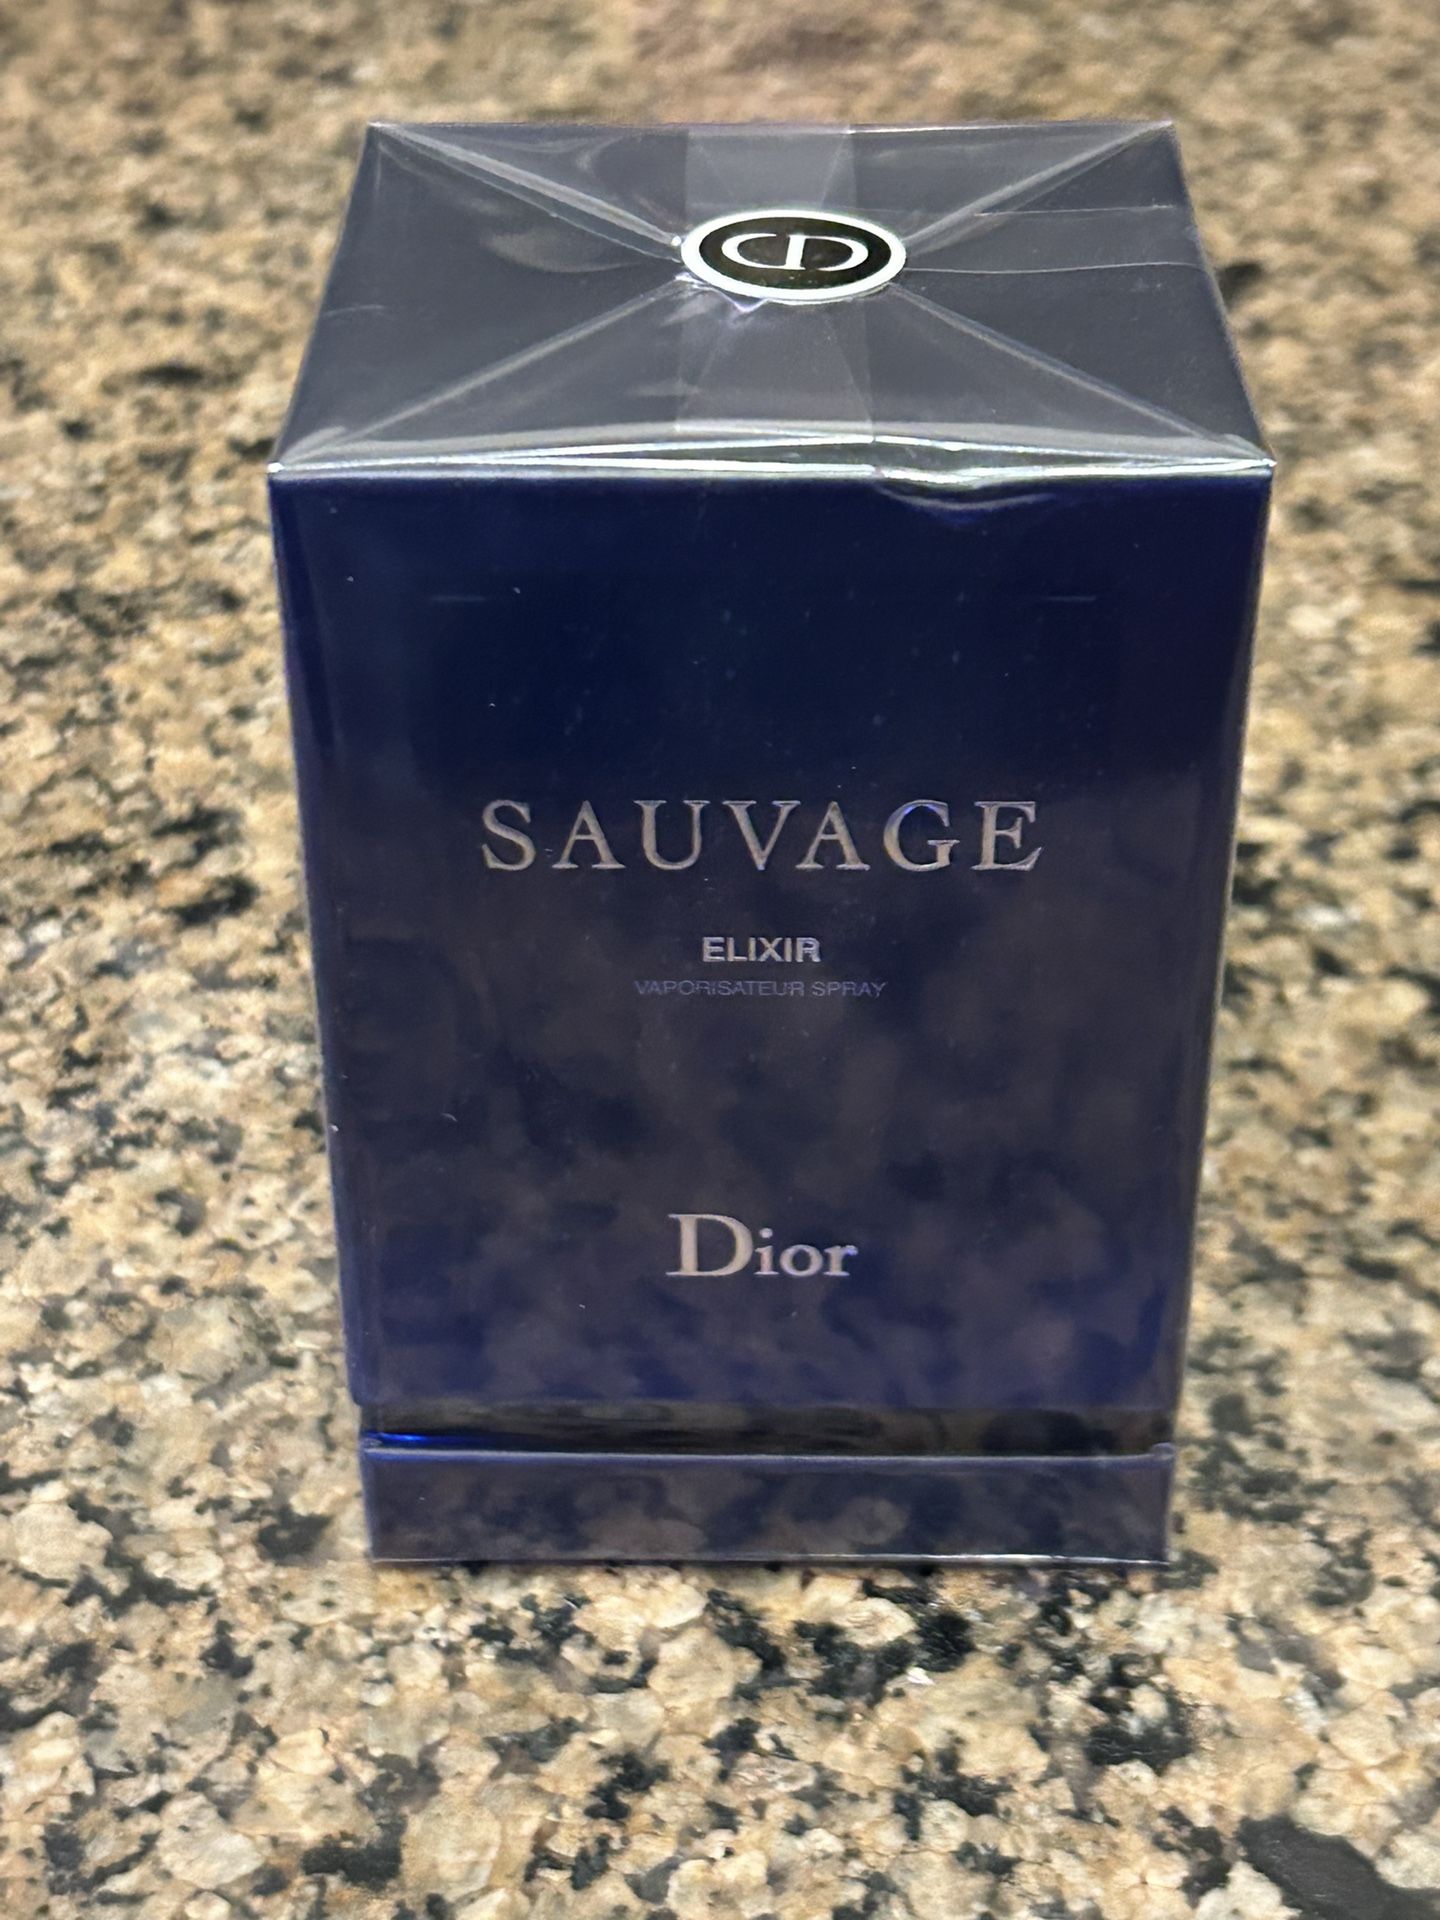 CD
SAUVAGE
ELIXIR
VAPORISATEUR SPRAY
Dior